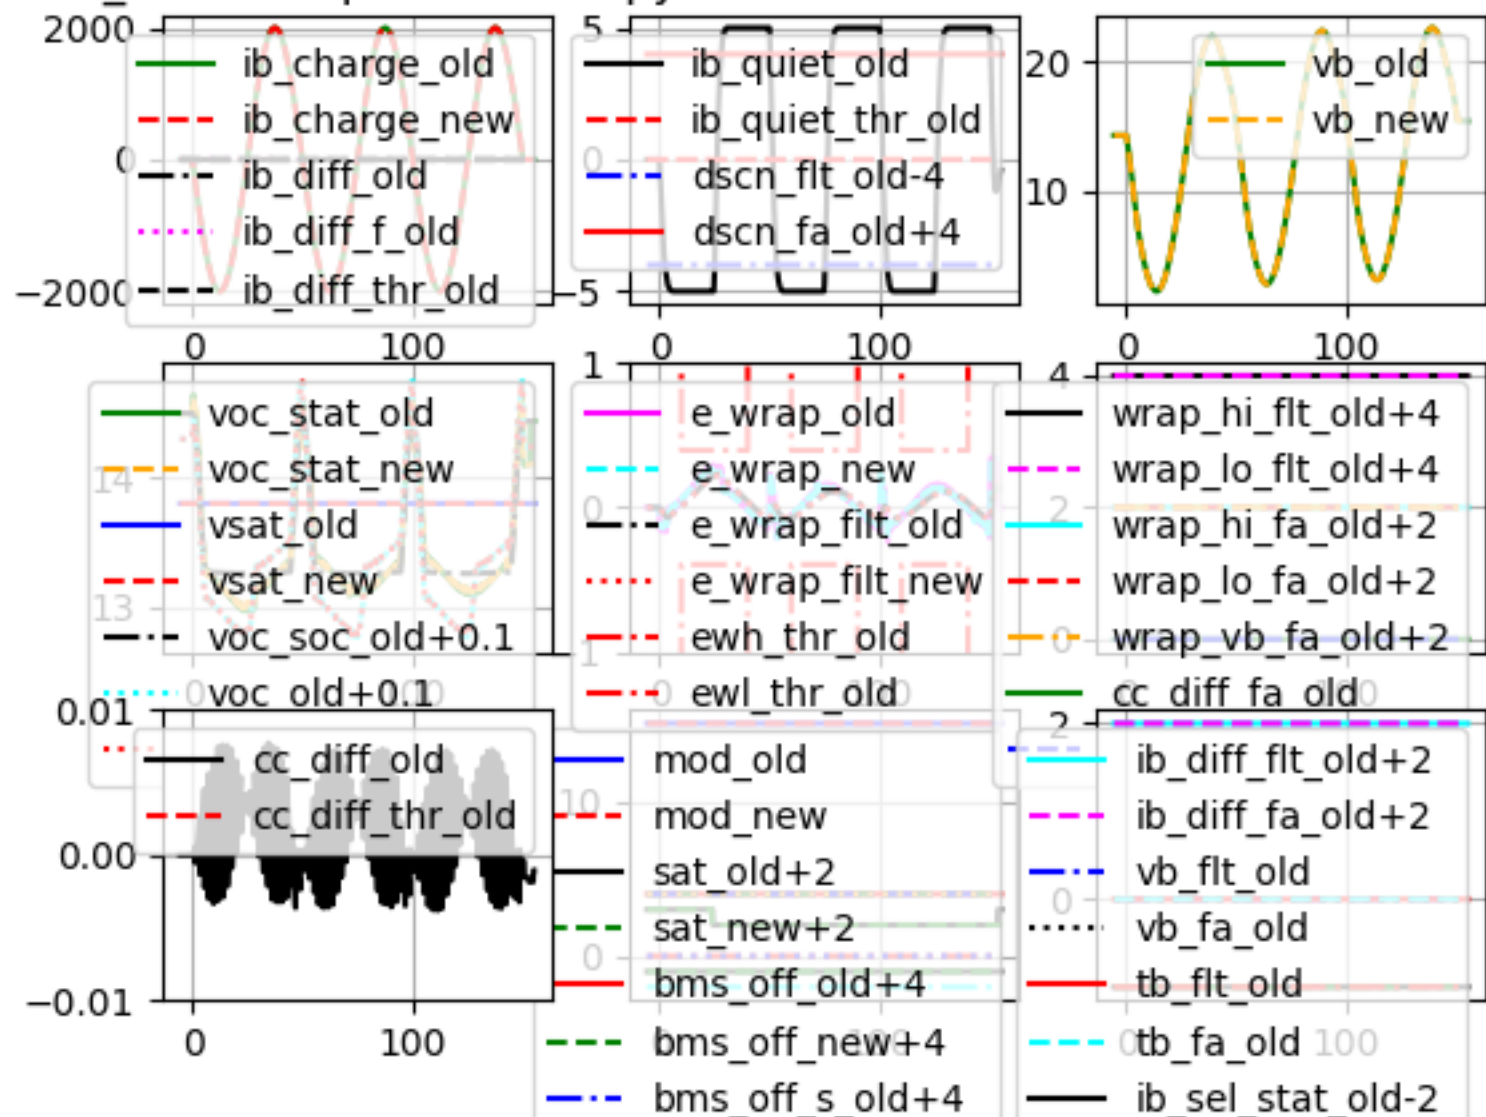 2000
0
−2000
0
100
ib_charge_old
ib_charge_new
ib_diff_old
ib_diff_f_old
ib_diff_thr_old
5
0
−5
0
100
ib_quiet_old
ib_quiet_thr_old
dscn_flt_old-4
dscn_fa_old+4
20
10
0
100
vb_old
vb_new
14
13
voc_stat_old
voc_stat_new
vsat_old
vsat_new
voc_soc_old+0.1
voc_old+0.1
1
0
e_wrap_old
e_wrap_new
e_wrap_filt_old
e_wrap_filt_new
ewh_thr_old
ewl_thr_old
4
2
0
wrap_hi_flt_old+4
wrap_lo_flt_old+4
wrap_hi_fa_old+2
wrap_lo_fa_old+2
wrap_vb_fa_old+2
cc_diff_fa_old
0.01
0.00
−0.01
0
100
cc_diff_old
cc_diff_thr_old
10
0
mod_old
mod_new
sat_old+2
sat_new+2
bms_off_old+4
bms_off_new+4
bms_off_s_old+4
2
0
0
100
ib_diff_flt_old+2
ib_diff_fa_old+2
vb_flt_old
vb_fa_old
tb_flt_old
tb_fa_old
ib_sel_stat_old-2